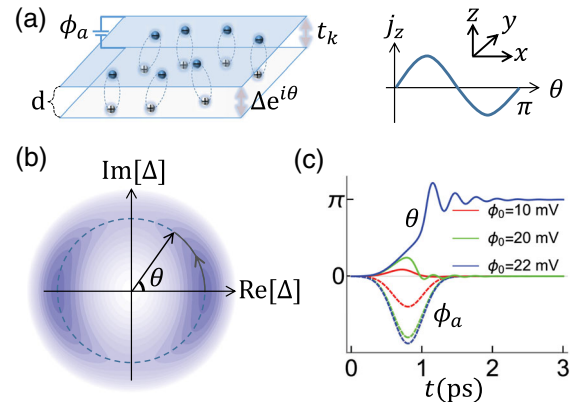 (a)
ϕₐ
d
tₖ
Δe^{iθ}
j_z
z
y
x
θ
π
(b)
Im[Δ]
θ
Re[Δ]
(c)
π
θ
ϕ₀=10 mV
ϕ₀=20 mV
ϕ₀=22 mV
0
ϕₐ
0 1 2 3
t(ps)